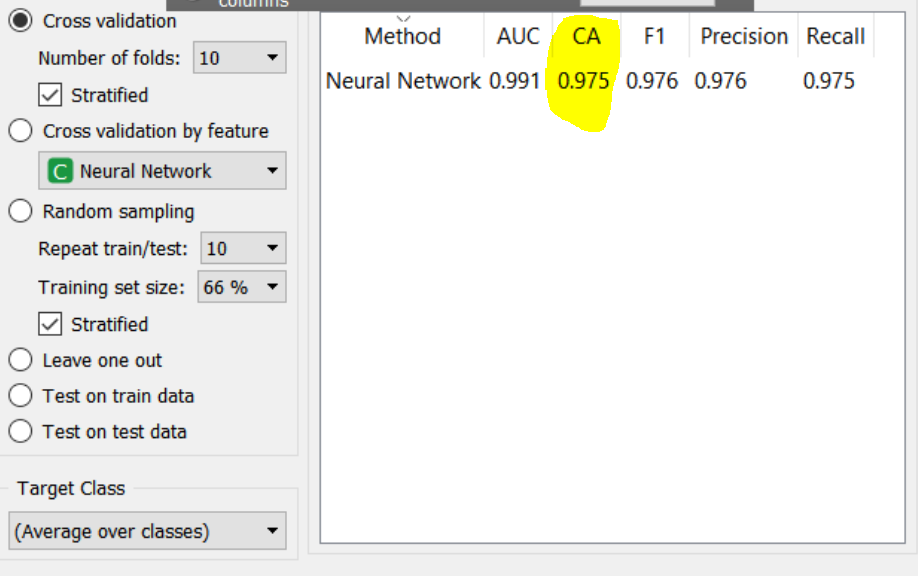 columns
Cross validation
Number of folds: 10
Stratified
Cross validation by feature
C Neural Network
Random sampling
Repeat train/test: 10
Training set size: 66 %
Stratified
Leave one out
Test on train data
Test on test data
Target Class
(Average over classes)
Method AUC CA F1 Precision Recall
Neural Network 0.991 0.975 0.976 0.976 0.975